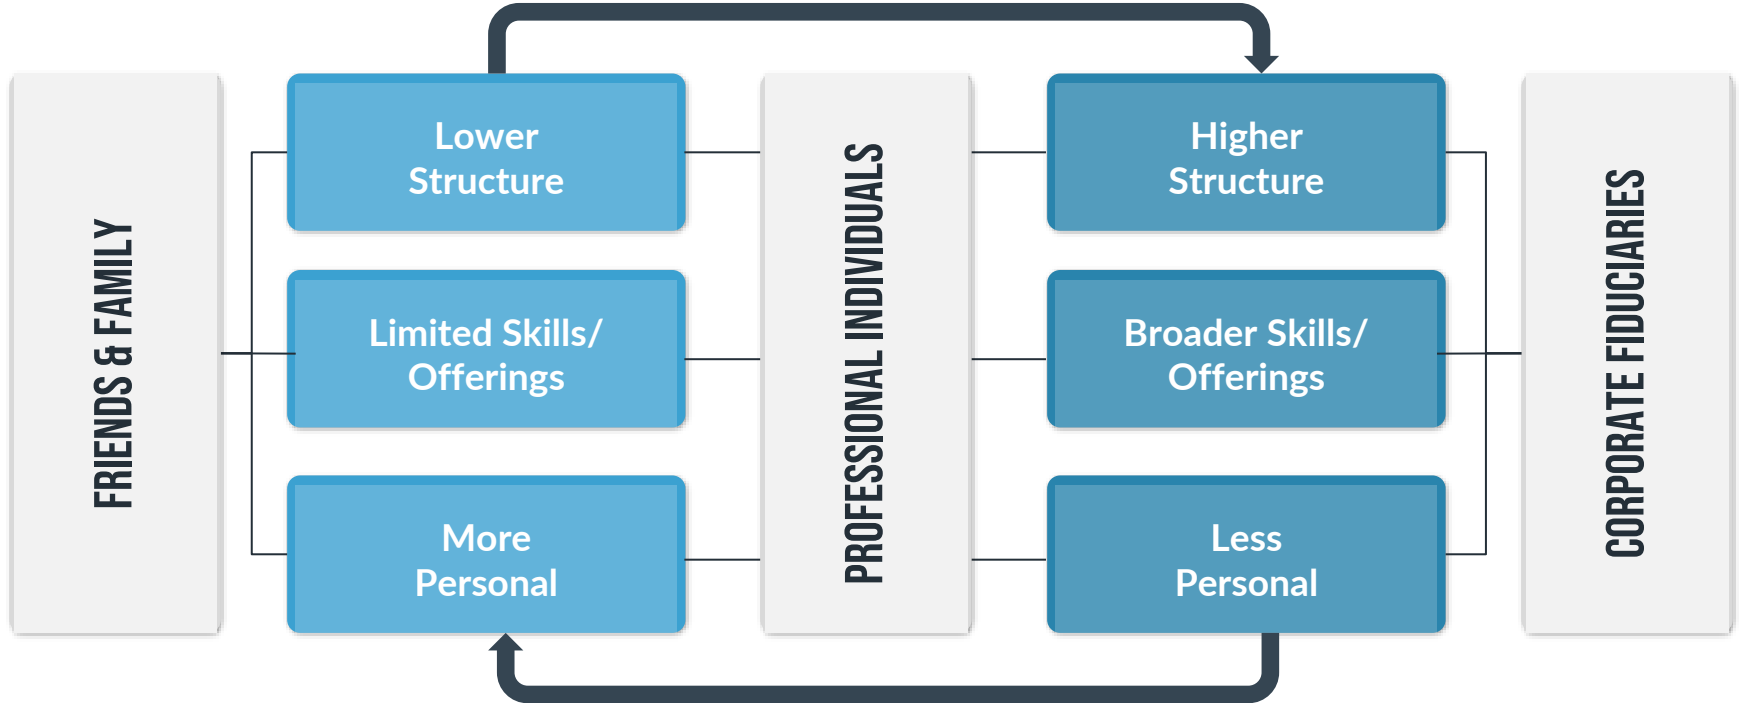 FRIENDS & FAMILY
Lower
Structure
Limited Skills/
Offerings
More
Personal
PROFESSIONAL INDIVIDUALS
Higher
Structure
Broader Skills/
Offerings
Less
Personal
CORPORATE FIDUCIARIES